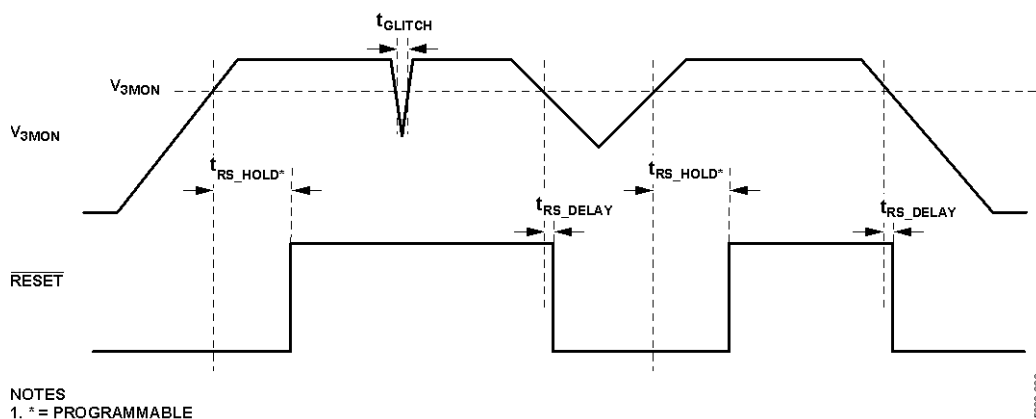 tGLITCH
V3MON
V3MON
tRS_HOLD*
tRS_HOLD*
tRS_DELAY
tRS_DELAY
RESET
NOTES
1. * = PROGRAMMABLE